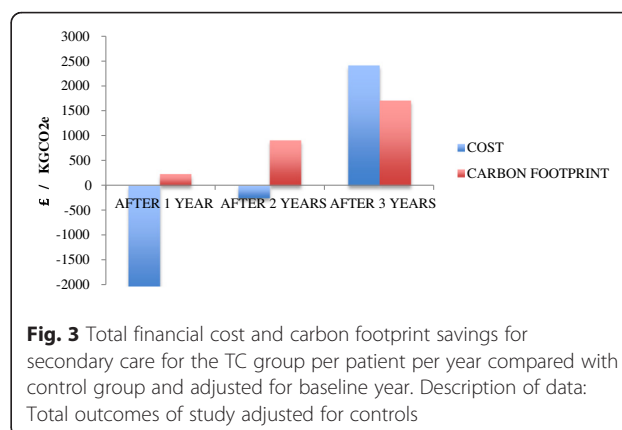 3000
2500
2000
1500
1000
500
0
-500
-1000
-1500
-2000
£ / KGCO2e
AFTER 1 YEAR AFTER 2 YEARS AFTER 3 YEARS
COST
CARBON FOOTPRINT
Fig. 3 Total financial cost and carbon footprint savings for
secondary care for the TC group per patient per year compared with
control group and adjusted for baseline year. Description of data:
Total outcomes of study adjusted for controls